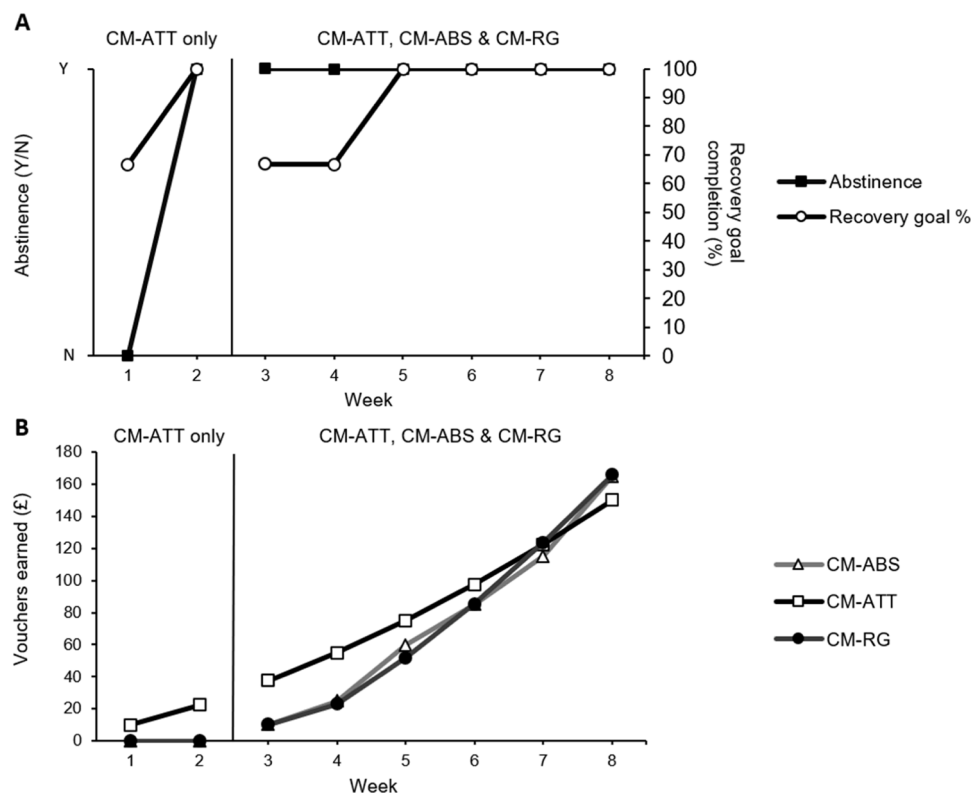 A
CM-ATT only
CM-ATT, CM-ABS & CM-RG
Y
N
Abstinence (Y/N)
100
90
80
70
60
50
40
30
20
10
0
Recovery goal
completion (%)
Abstinence
Recovery goal %
1 2 3 4 5 6 7 8
Week
B
CM-ATT only
CM-ATT, CM-ABS & CM-RG
180
160
140
120
100
80
60
40
20
0
Vouchers earned (£)
CM-ABS
CM-ATT
CM-RG
1 2 3 4 5 6 7 8
Week